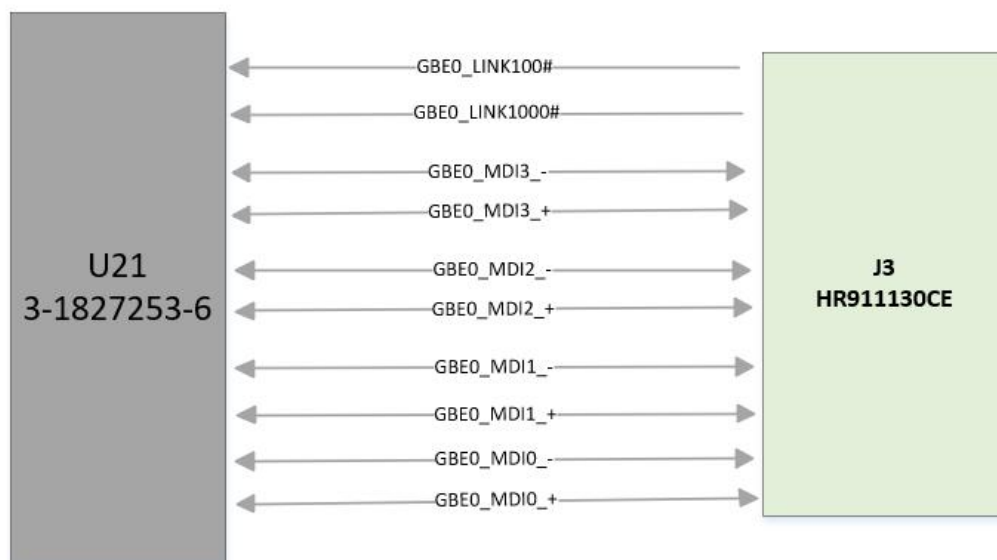 GBE0_LINK100#
GBE0_LINK1000#
GBE0_MDI3_-
GBE0_MDI3_+
GBE0_MDI2_-
GBE0_MDI2_+
GBE0_MDI1_-
GBE0_MDI1_+
GBE0_MDI0_-
GBE0_MDI0_+
U21
3-1827253-6
J3
HR911130CE